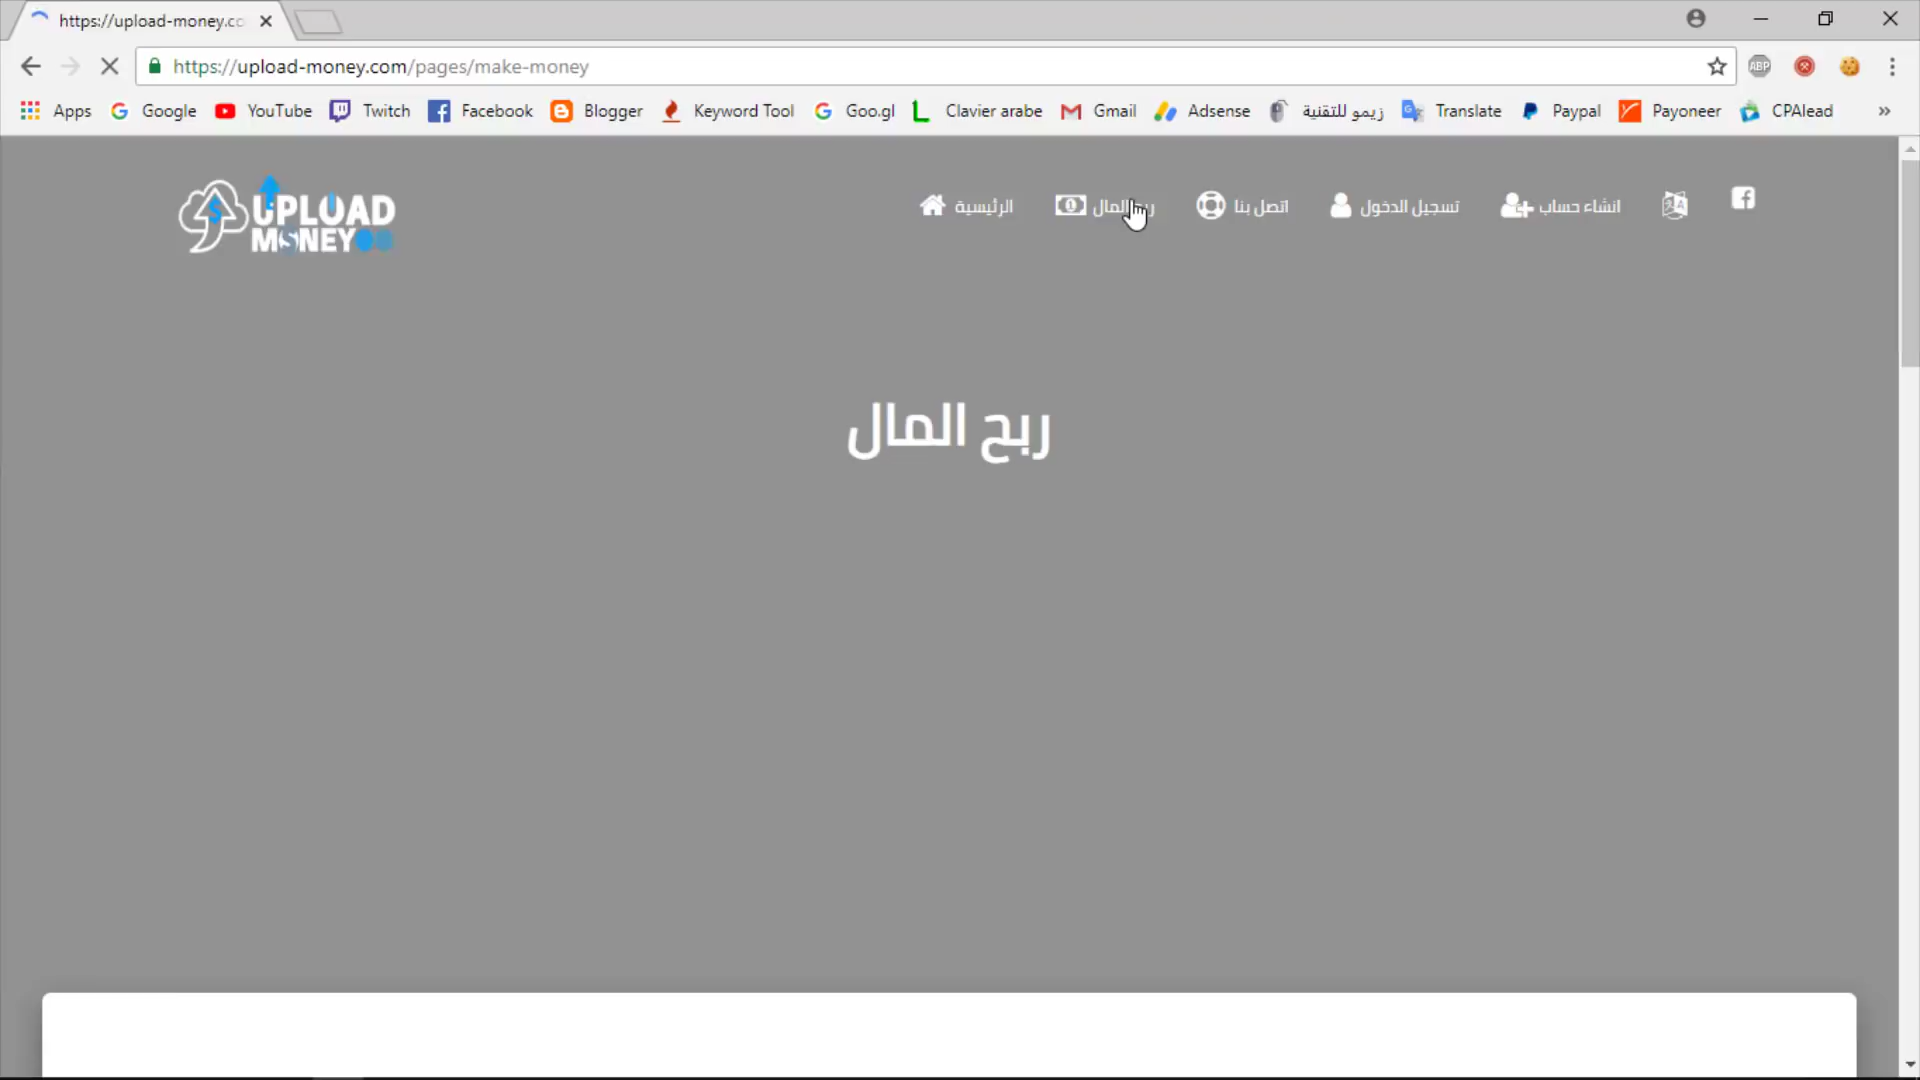 https://upload-money.co
https://upload-money.com/pages/make-money
Apps Google YouTube Twitch Facebook Blogger Keyword Tool Goo.gl Clavier arabe Gmail Adsense زيمو للتقنية Translate Paypal Payoneer CPAlead »
ABP
UPLOAD
MONEY
الرئيسية
المال
اتصل بنا
تسجيل الدخول
انشاء حساب
ربح المال